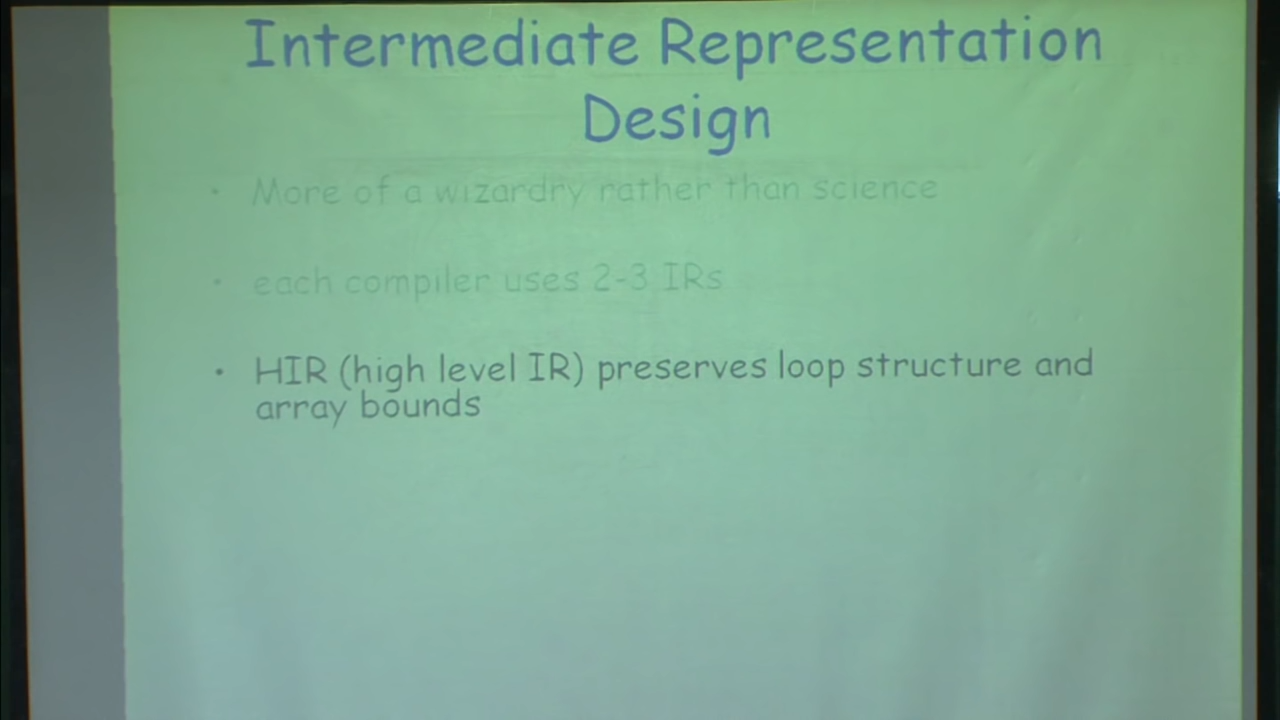 Intermediate Representation
Design
• More of a wizardry rather than science
• each compiler uses 2-3 IRs
• HIR (high level IR) preserves loop structure and
array bounds